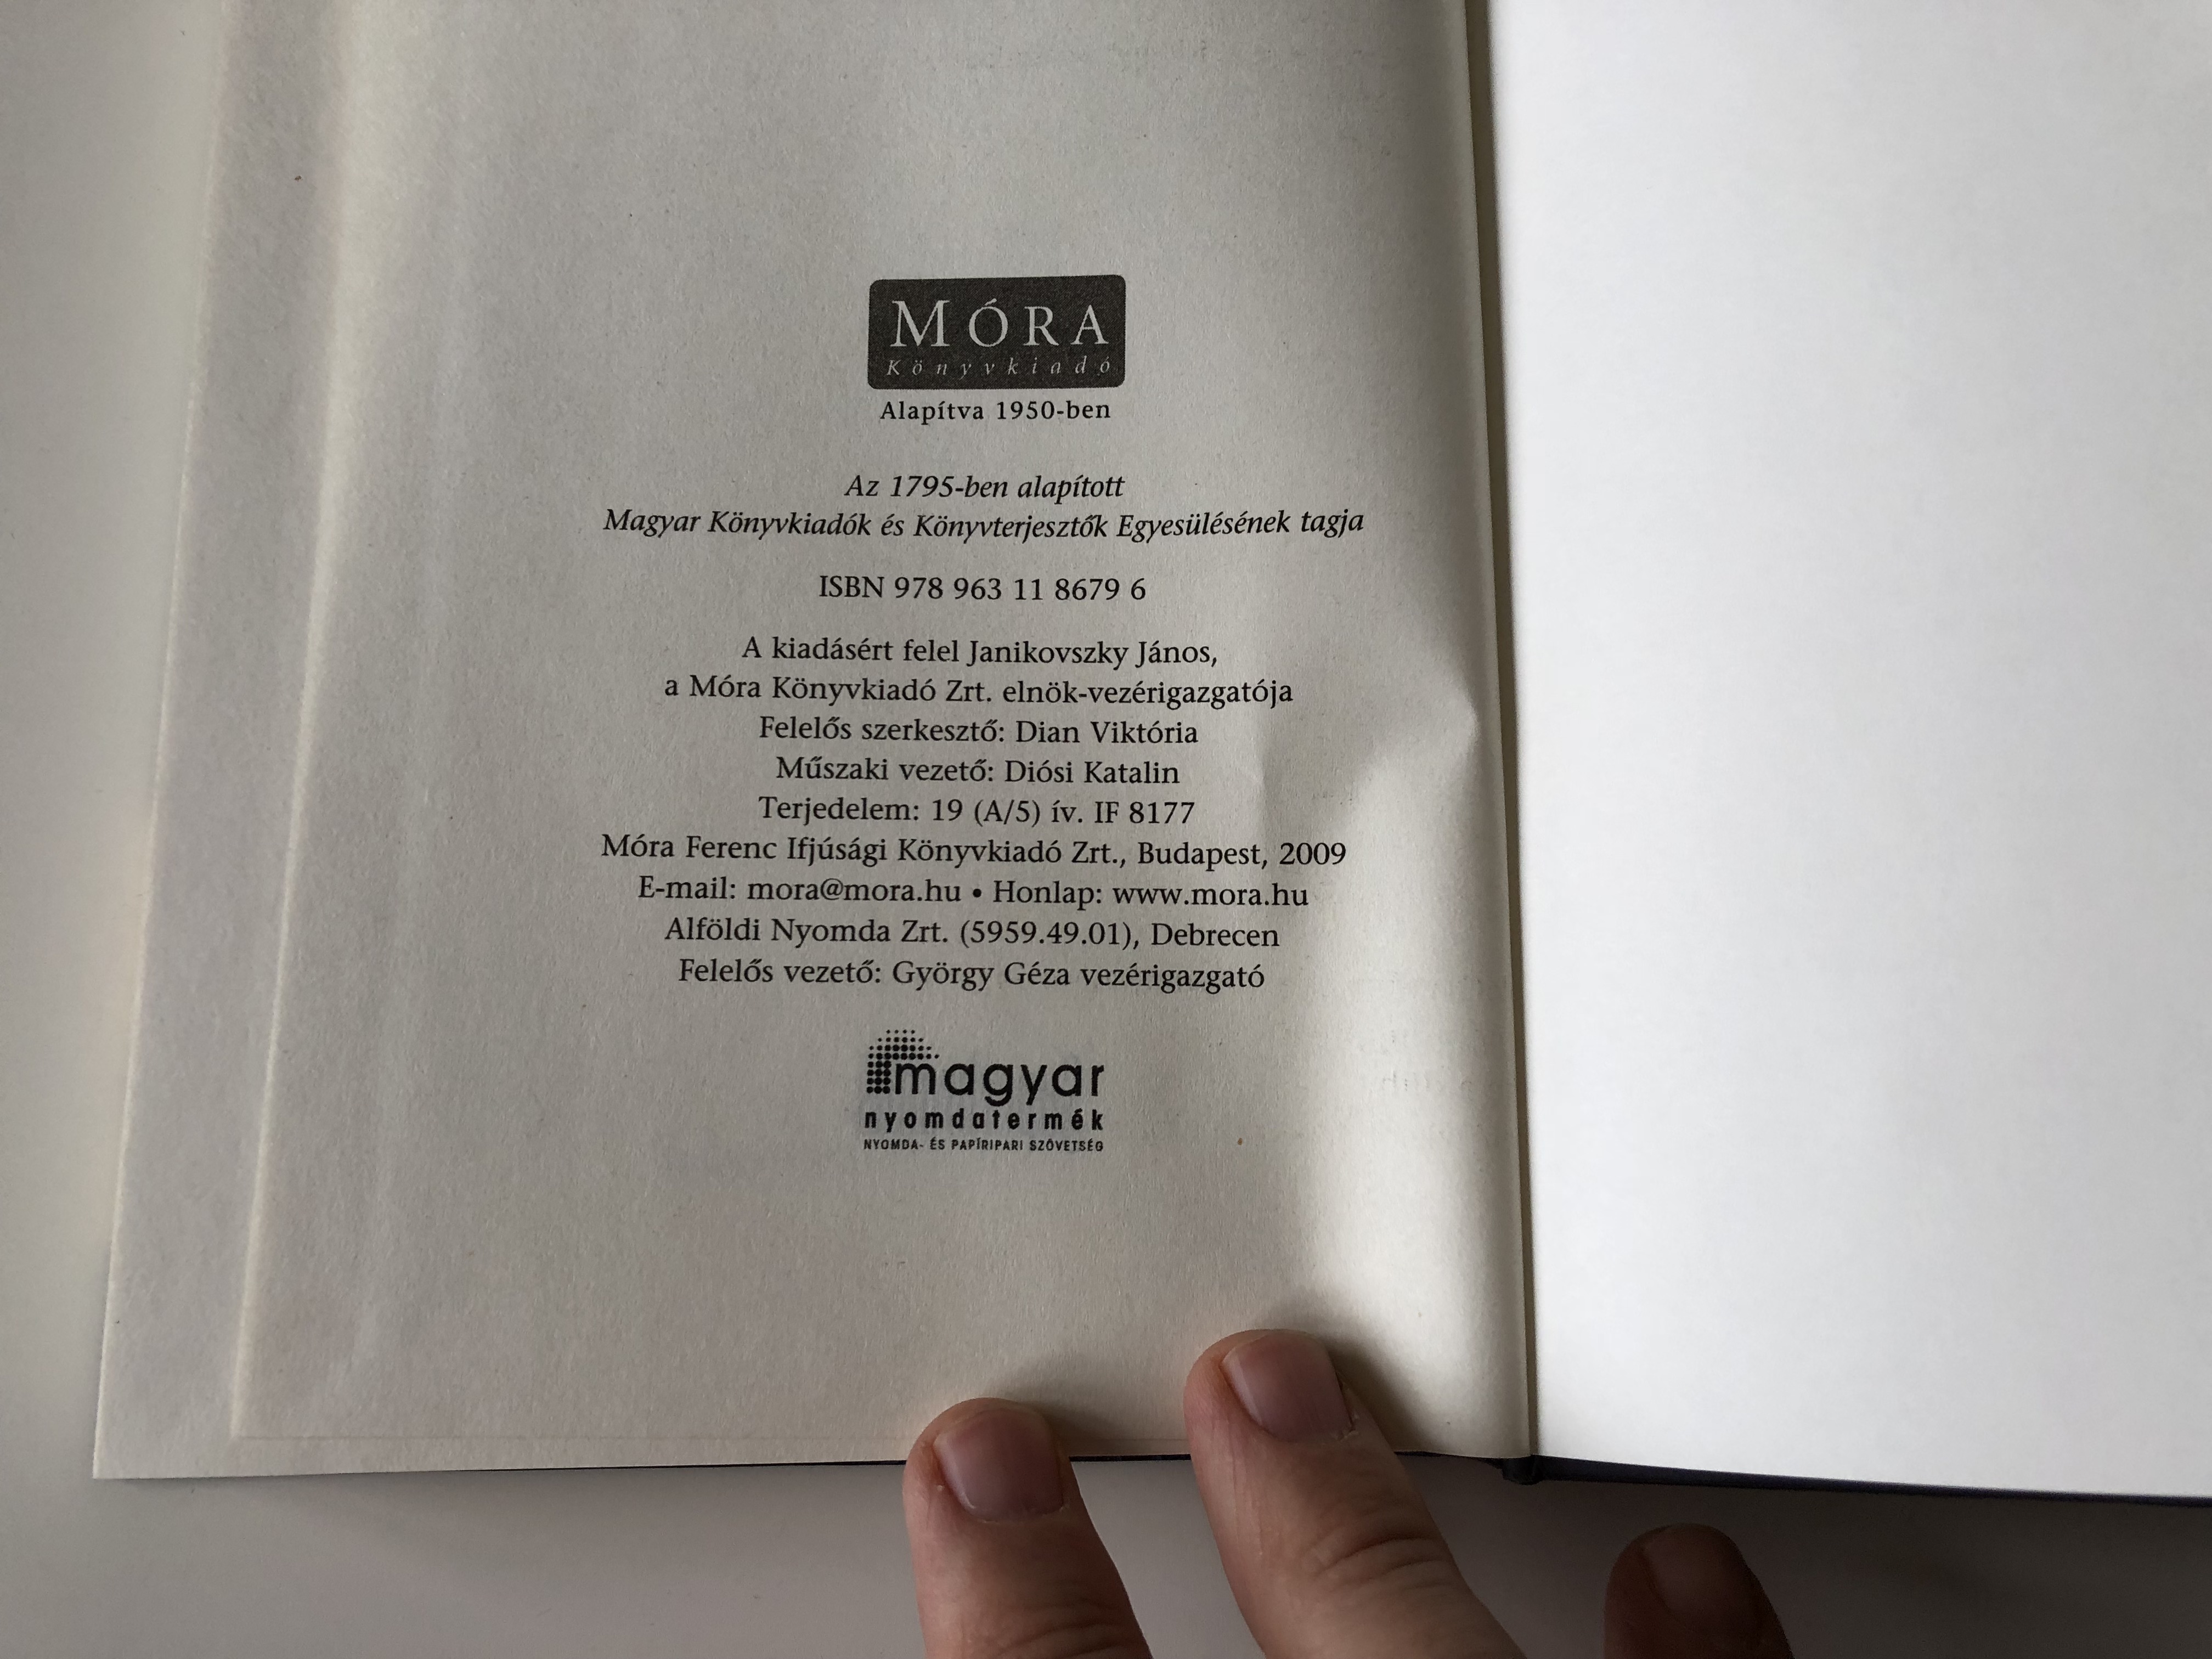 MÓRA
Könyvkiadó
Alapítva 1950-ben
Az 1795-ben alapított
Magyar Könyvkiadók és Könyvterjesztők Egyesülésének tagja
ISBN 978 963 11 8679 6
A kiadásért felel Janikovszky János,
a Móra Könyvkiadó Zrt. elnök-vezérigazgatója
Felelős szerkesztő: Dian Viktória
Műszaki vezető: Diósi Katalin
Terjedelem: 19 (A/5) ív. IF 8177
Móra Ferenc Ifjúsági Könyvkiadó Zrt., Budapest, 2009
E-mail: mora@mora.hu • Honlap: www.mora.hu
Alföldi Nyomda Zrt. (5959.49.01), Debrecen
Felelős vezető: György Géza vezérigazgató
magyar
nyomdatermék
NYOMDA- ÉS PAPÍRIPARI SZÖVETSÉG